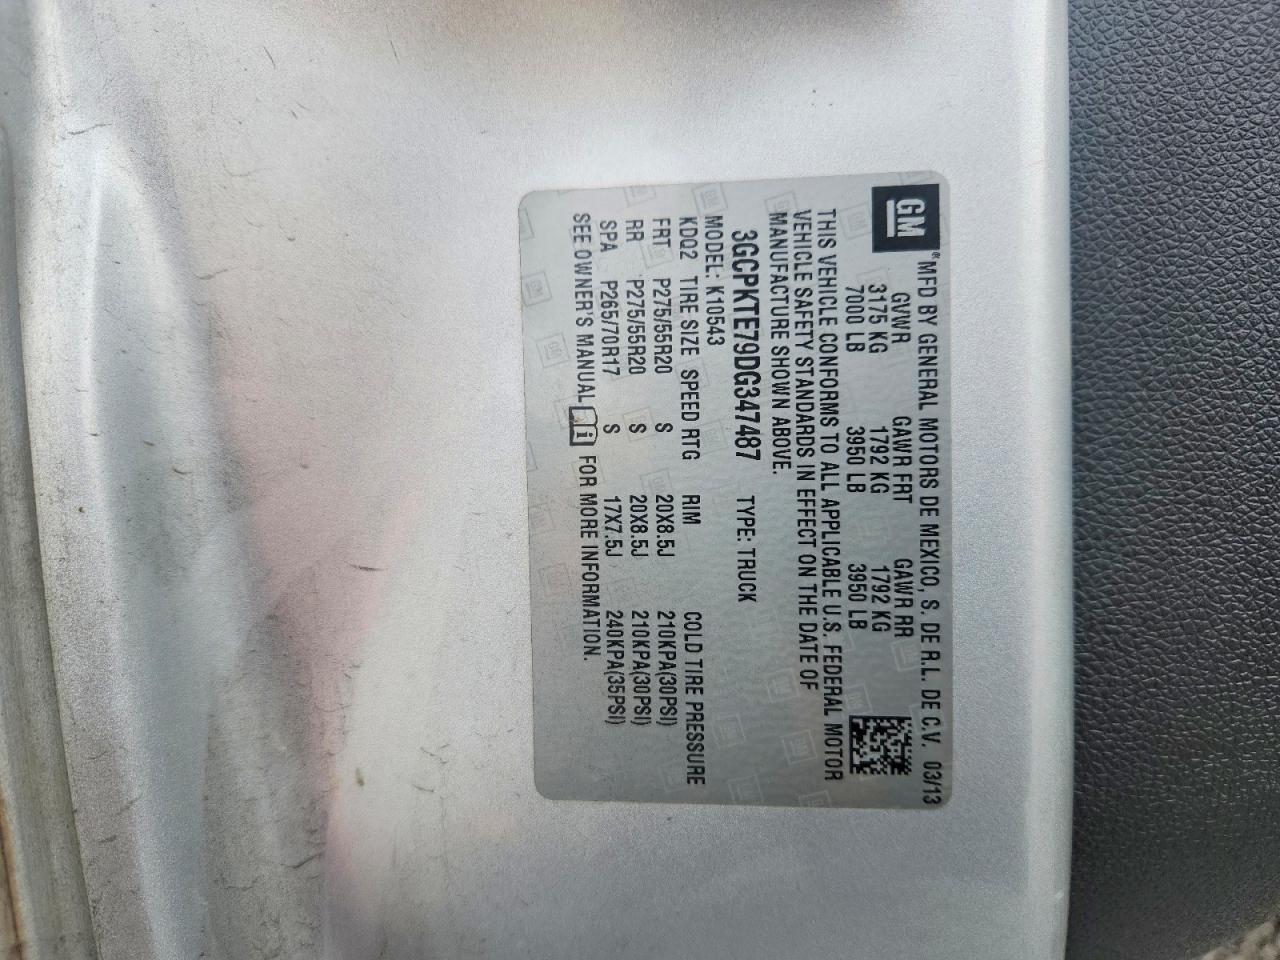 GM® MFD BY GENERAL MOTORS DE MEXICO, S. DE R.L. DE C.V. 03/13
GVWR GAWR FRT GAWR RR
3175 KG 1792 KG 1792 KG
7000 LB 3950 LB 3950 LB
THIS VEHICLE CONFORMS TO ALL APPLICABLE U.S. FEDERAL MOTOR
VEHICLE SAFETY STANDARDS IN EFFECT ON THE DATE OF
MANUFACTURE SHOWN ABOVE.
3GCPKTE79DG347487 TYPE: TRUCK
MODEL: K10543
KDQ2 TIRE SIZE SPEED RTG RIM COLD TIRE PRESSURE
FRT P275/55R20 S 20X8.5J 210KPA(30PSI)
RR P275/55R20 S 20X8.5J 210KPA(30PSI)
SPA P265/70R17 S 17X7.5J 240KPA(35PSI)
SEE OWNER'S MANUAL i FOR MORE INFORMATION.